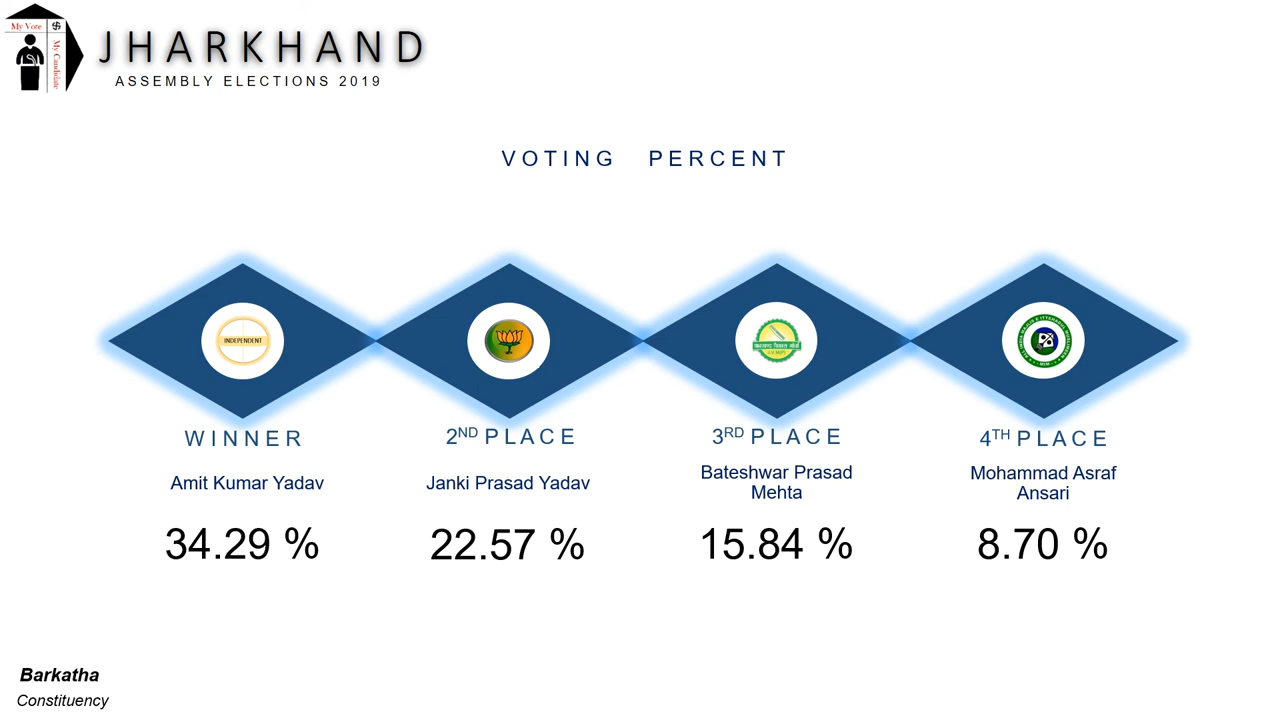 My Vote
My Candidate
JHARKHAND
ASSEMBLY ELECTIONS 2019
VOTING PERCENT
INDEPENDENT
WINNER
2ND PLACE
3RD PLACE
4TH PLACE
Amit Kumar Yadav
Janki Prasad Yadav
Bateshwar Prasad
Mehta
Mohammad Asraf
Ansari
34.29 %
22.57 %
15.84 %
8.70 %
Barkatha
Constituency